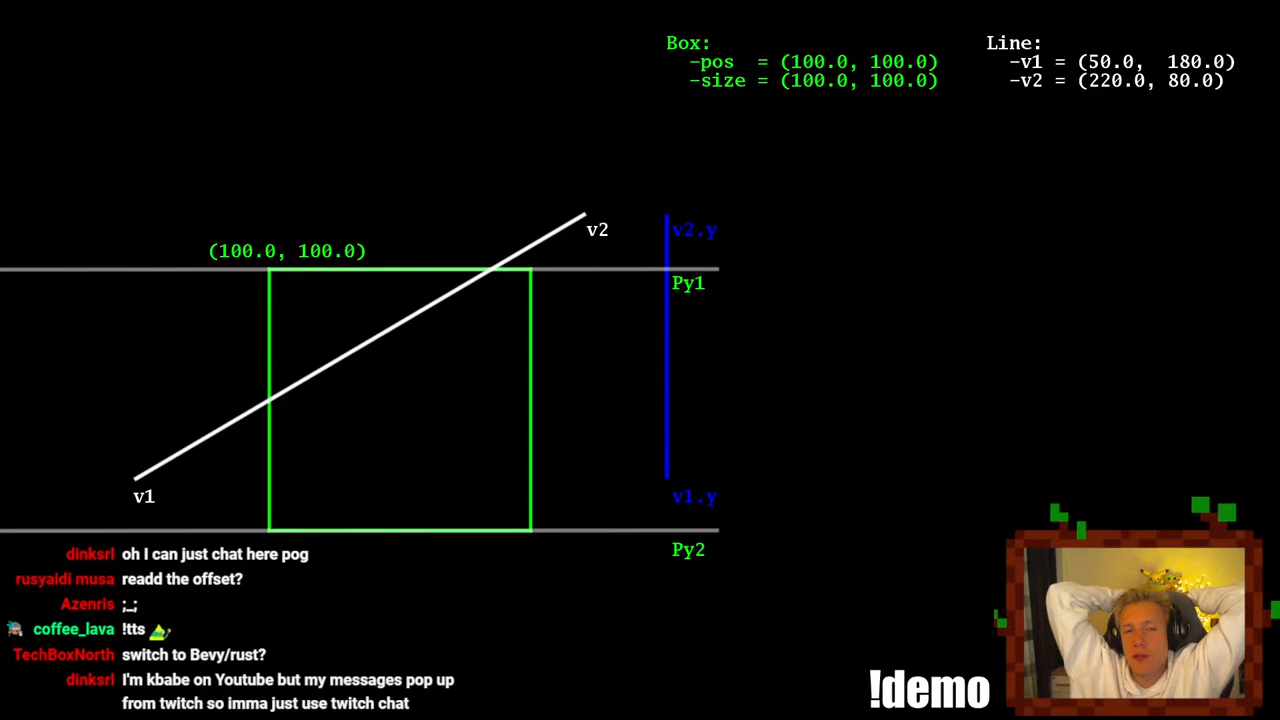 Box:
-pos = (100.0, 100.0)
-size = (100.0, 100.0)
Line:
-v1 = (50.0, 180.0)
-v2 = (220.0, 80.0)
v2
v2.y
(100.0, 100.0)
Py1
v1
v1.y
Py2
dinksrl oh I can just chat here pog
rusyaidi musa readd the offset?
Azenris ;_;
coffee_lava !tts
TechBoxNorth switch to Bevy/rust?
dinksrl I'm kbabe on Youtube but my messages pop up
from twitch so imma just use twitch chat
!demo